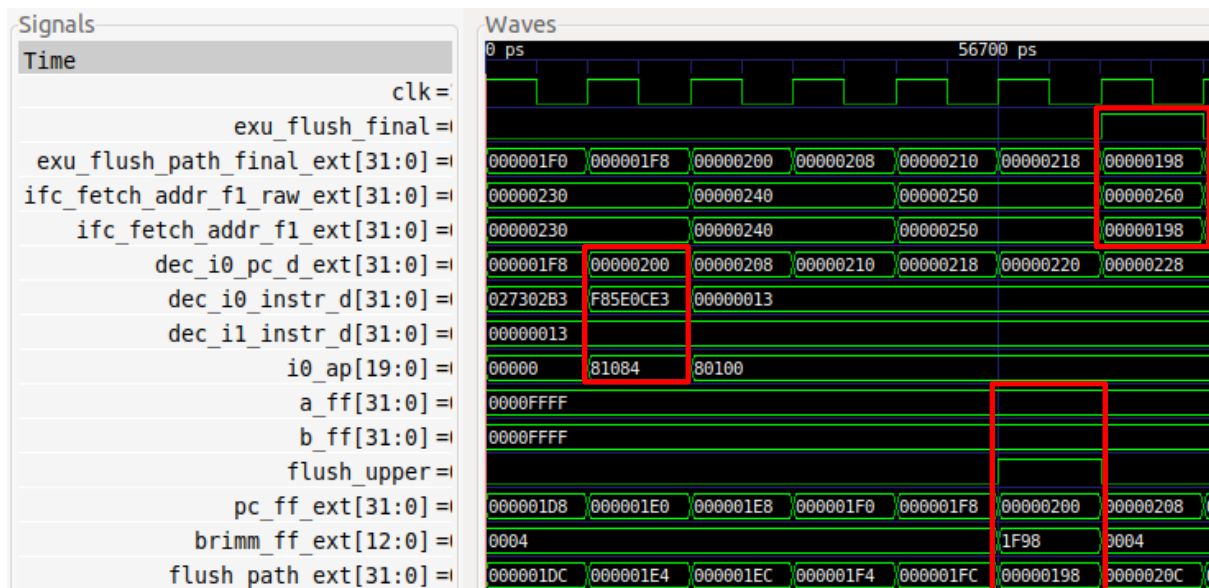 Signals
Waves
Time
0 ps 56700 ps
clk =
exu_flush_final =
exu_flush_path_final_ext[31:0] = 000001F0 000001F8 00000200 00000208 00000210 00000218 00000198
ifc_fetch_addr_f1_raw_ext[31:0] = 00000230 00000240 00000250 00000260
ifc_fetch_addr_f1_ext[31:0] = 00000230 00000240 00000250 00000198
dec_i0_pc_d_ext[31:0] = 000001F8 00000200 00000208 00000210 00000218 00000220 00000228
dec_i0_instr_d[31:0] = 027302B3 F85E0CE3 00000013
dec_i1_instr_d[31:0] = 00000013
i0_ap[19:0] = 00000 81084 80100
a_ff[31:0] = 0000FFFF
b_ff[31:0] = 0000FFFF
flush_upper =
pc_ff_ext[31:0] = 000001D8 000001E0 000001E8 000001F0 000001F8 00000200 00000208
brimm_ff_ext[12:0] = 0004 1F98 0004
flush_path_ext[31:0] = 000001DC 000001E4 000001EC 000001F4 000001FC 00000198 0000020C